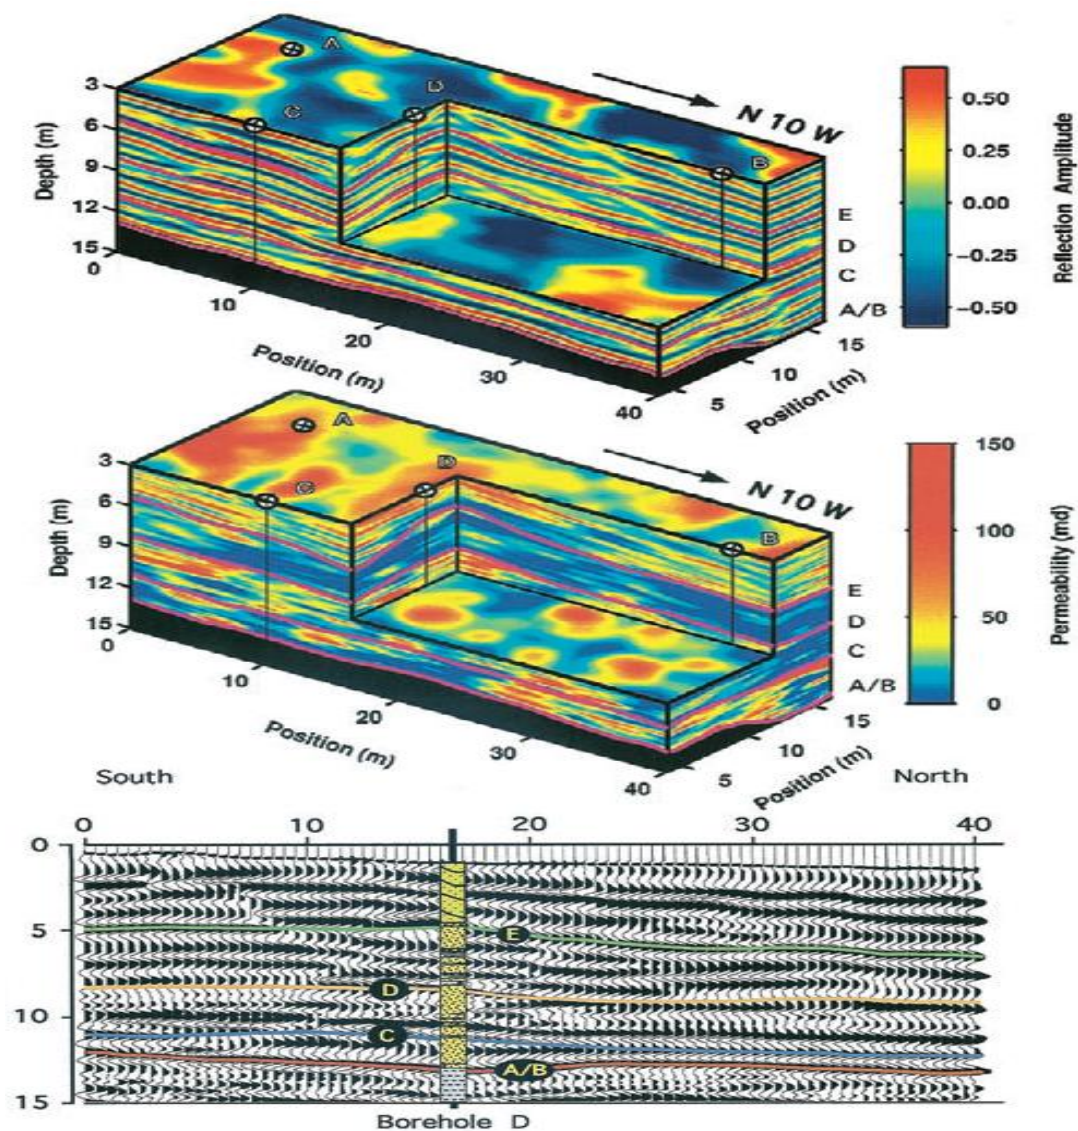 A
D
C
B
N 10 W
3
6
9
12
15
Depth (m)
0
10
20
30
40
Position (m)
5
10
15
Position (m)
E
D
C
A/B
0.50
0.25
0.00
−0.25
−0.50
Reflection Amplitude
A
D
C
B
N 10 W
3
6
9
12
15
Depth (m)
0
10
20
30
40
Position (m)
5
10
15
Position (m)
E
D
C
A/B
150
100
50
0
Permeability (md)
South
North
0 10 20 30 40
0
5
10
15
E
D
C
A/B
Borehole D